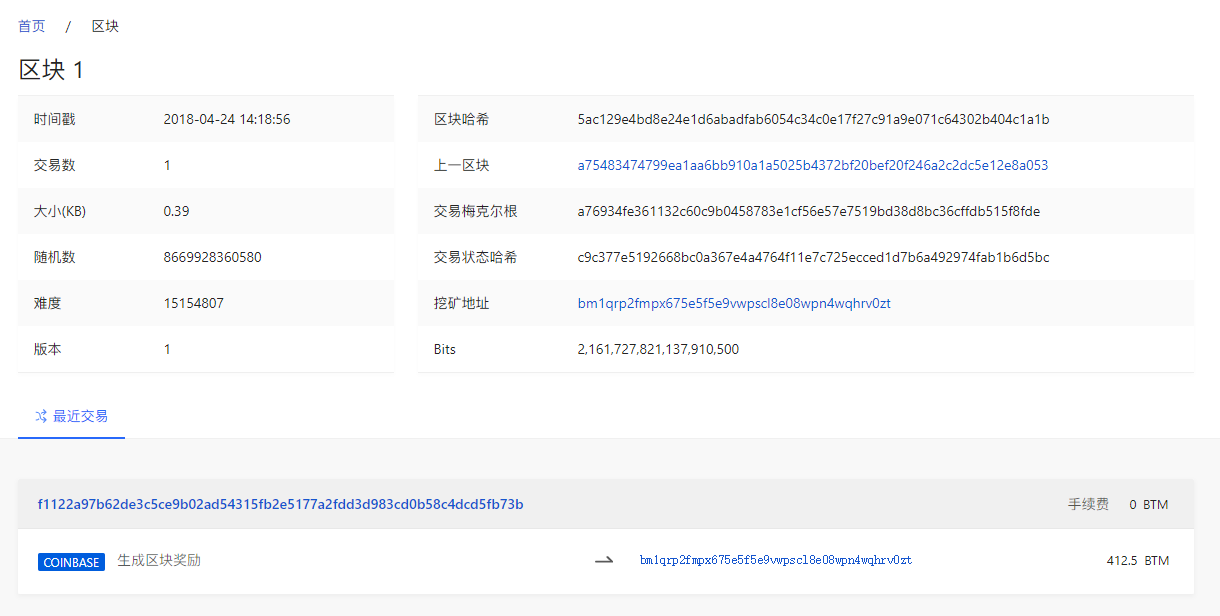 首页 / 区块
区块 1
时间戳 2018-04-24 14:18:56
交易数 1
大小(KB) 0.39
随机数 8669928360580
难度 15154807
版本 1
区块哈希 5ac129e4bd8e24e1d6abadfab6054c34c0e17f27c91a9e071c64302b404c1a1b
上一区块 a75483474799ea1aa6bb910a1a5025b4372bf20bef20f246a2c2dc5e12e8a053
交易梅克尔根 a76934fe361132c60c9b0458783e1cf56e57e7519bd38d8bc36cffdb515f8fde
交易状态哈希 c9c377e5192668bc0a367e4a4764f11e7c725ecced1d7b6a492974fab1b6d5bc
挖矿地址 bm1qrp2fmpx675e5f5e9vwpscl8e08wpn4wqhrv0zt
Bits 2,161,727,821,137,910,500
最近交易
f1122a97b62de3c5ce9b02ad54315fb2e5177a2fdd3d983cd0b58c4dcd5fb73b 手续费 0 BTM
COINBASE 生成区块奖励 → bm1qrp2fmpx675e5f5e9vwpscl8e08wpn4wqhrv0zt 412.5 BTM